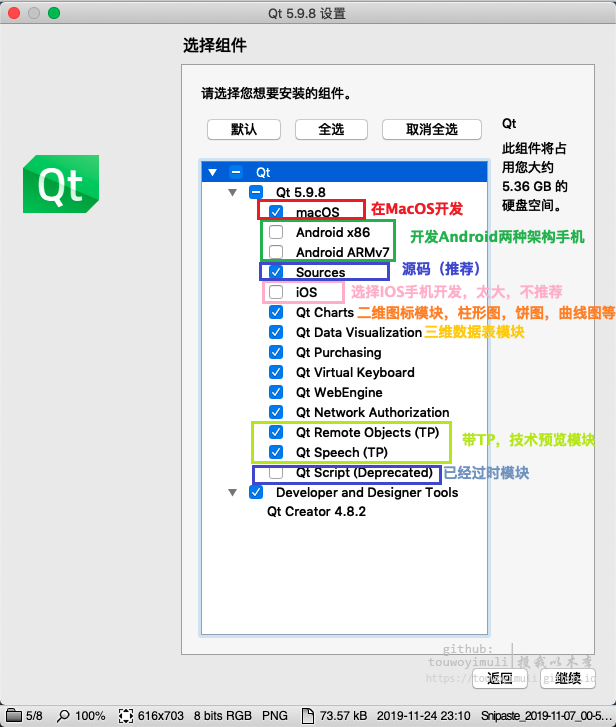 Qt 5.9.8 设置
选择组件
请选择您想要安装的组件。
默认 全选 取消全选
Qt
此组件将占
用您大约
5.36 GB 的
硬盘空间。
Qt
Qt
Qt 5.9.8
macOS 在MacOS开发
Android x86
Android ARMv7 开发Android两种架构手机
Sources 源码（推荐）
iOS 选择IOS手机开发，太大，不推荐
Qt Charts 二维图标模块，柱形图，饼图，曲线图等
Qt Data Visualization 三维数据表模块
Qt Purchasing
Qt Virtual Keyboard
Qt WebEngine
Qt Network Authorization
Qt Remote Objects (TP)
Qt Speech (TP) 带TP，技术预览模块
Qt Script (Deprecated) 已经过时模块
Developer and Designer Tools
Qt Creator 4.8.2
github:
touwoyimuli 投我以木李
https://touwoyimuli.github.io
返回 继续
5/8 100% 616x703 8 bits RGB PNG 73.57 kB 2019-11-24 23:10 Snipaste_2019-11-07_00-5...